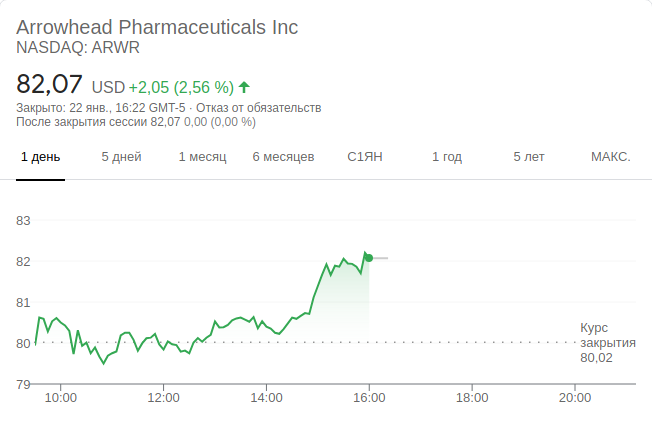 Arrowhead Pharmaceuticals Inc
NASDAQ: ARWR
82,07 USD +2,05 (2,56 %)
Закрыто: 22 янв., 16:22 GMT-5 · Отказ от обязательств
После закрытия сессии 82,07 0,00 (0,00 %)
1 день 5 дней 1 месяц 6 месяцев С1ЯН 1 год 5 лет МАКС.
83
82
81
80
79
Курс
закрытия
80,02
10:00 12:00 14:00 16:00 18:00 20:00